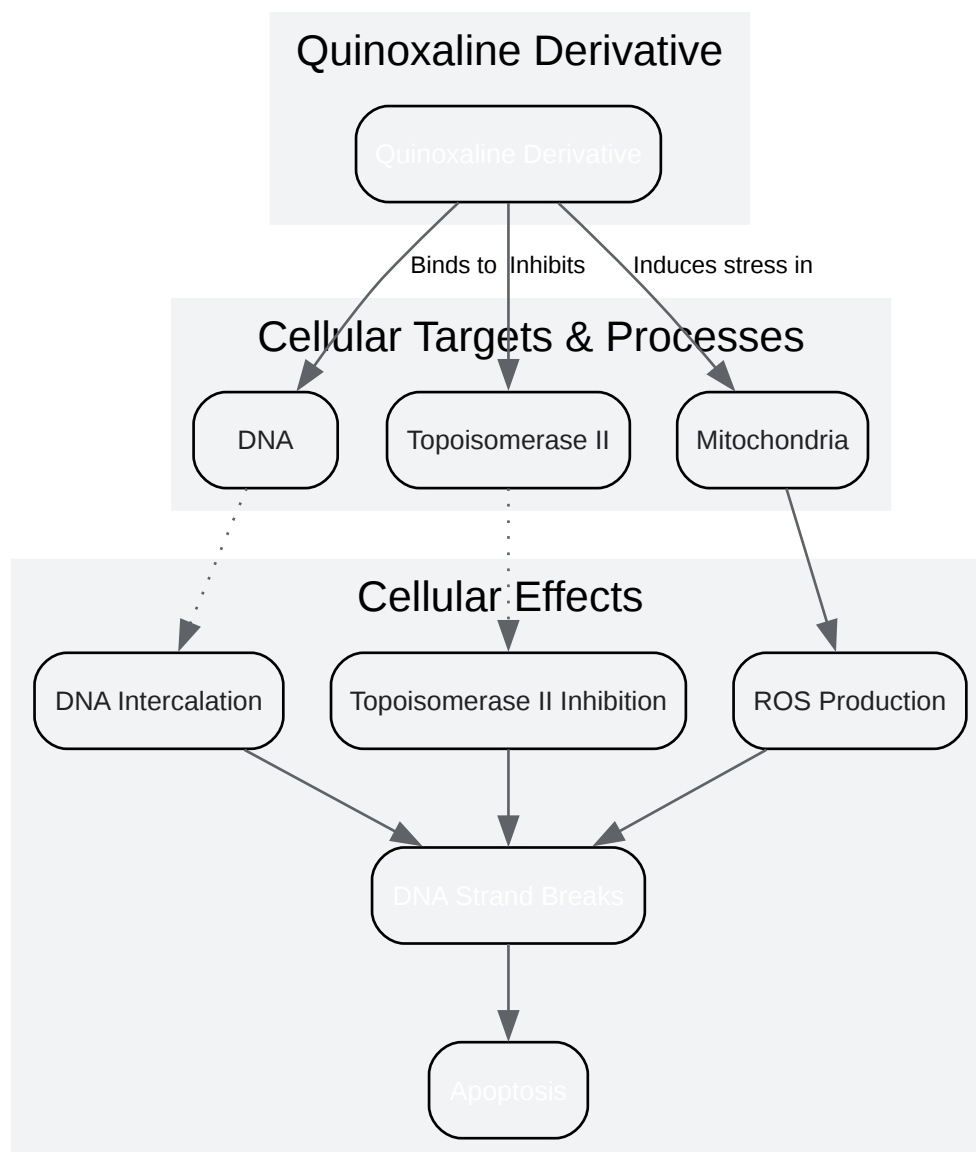 Quinoxaline Derivative
Quinoxaline Derivative
Binds to
Inhibits
Induces stress in
Cellular Targets & Processes
DNA
Topoisomerase II
Mitochondria
Cellular Effects
DNA Intercalation
Topoisomerase II Inhibition
ROS Production
DNA Strand Breaks
Apoptosis